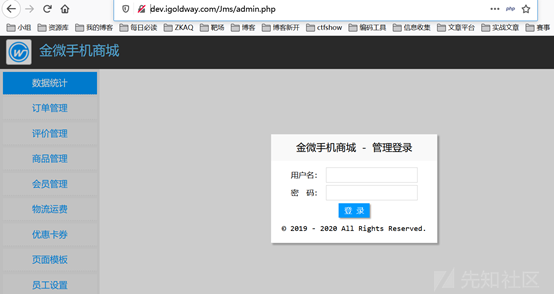 dev.igoldway.com/Jms/admin.php
php
小组 资源库 我的博客 每日必读 ZKAQ 靶场 博客 博客新开 ctfshow 编码工具 信息收集 文章平台 实战文章 赛事
金微手机商城
数据统计
订单管理
评价管理
商品管理
会员管理
物流运费
优惠卡券
页面模板
员工设置
金微手机商城 - 管理登录
用户名:
密 码:
登 录
© 2019 - 2020 All Rights Reserved.
先知社区